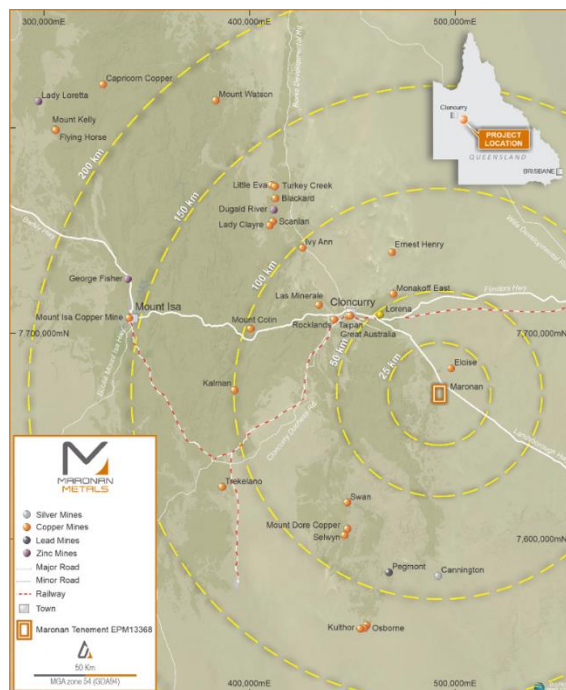 300,000mE
400,000mE
500,000mE
Capricorn Copper
Lady Loretta
Mount Watson
Mount Kelly
Flying Horse
200 km
Cloncurry
PROJECT
LOCATION
QUEENSLAND
BRISBANE
150 km
Little Eva
Turkey Creek
Blackard
Dugald River
Scanlan
Lady Clayre
Ivy Ann
Ernest Henry
100 km
George Fisher
Las Minerale
Monakoff East
Flinders Hwy
Mount Isa
Cloncurry
Lorena
Mount Isa Copper Mine
Mount Colin
Rocklands
Taipan
Great Australia
7,700,000mN
7,700,000mN
50 km
25 km
Eloise
Kalman
Maronan
Landsborough Hwy
Cloncurry Dajarra Rd
MARONAN
METALS
Trekelano
Swan
Mount Dore Copper
Selwyn
7,600,000mN
Pegmont
Cannington
Kulthor
Osborne
Silver Mines
Copper Mines
Lead Mines
Zinc Mines
Major Road
Minor Road
Railway
Town
Maronan Tenement EPM13368
50 Km
MGA zone 54 (GDA94)
400,000mE
500,000mE